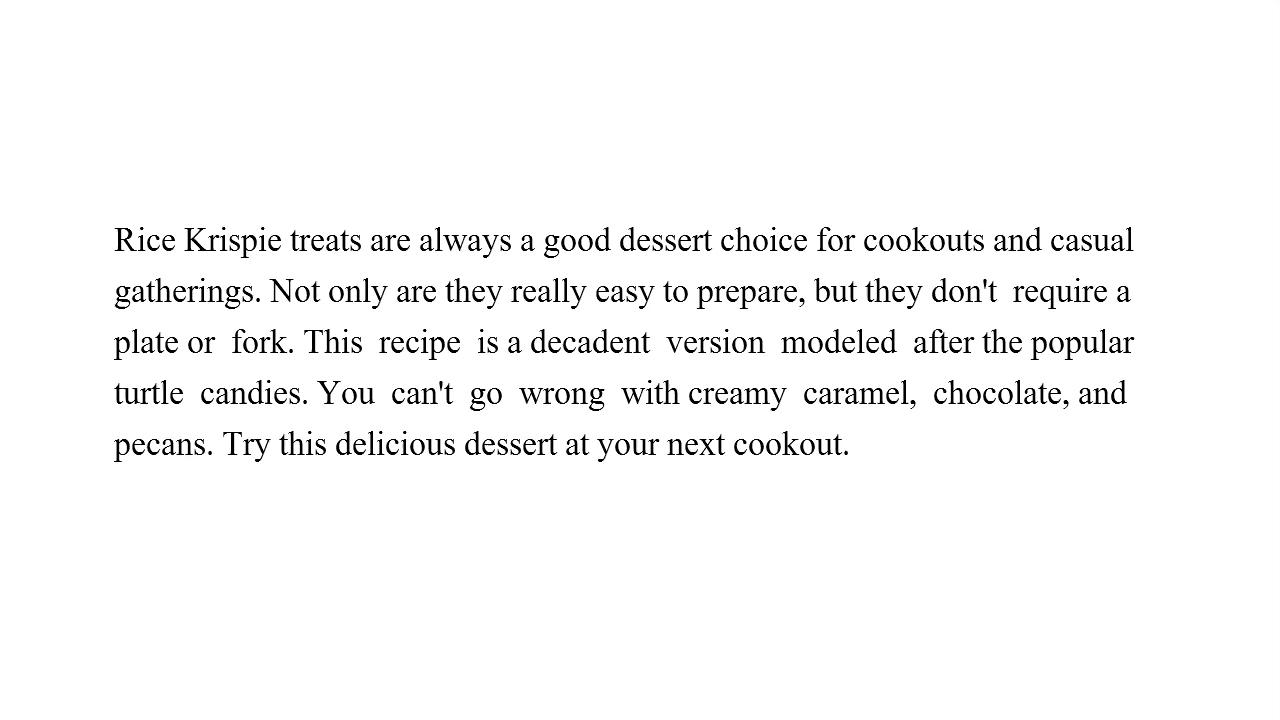 Rice Krispie treats are always a good dessert choice for cookouts and casual
gatherings. Not only are they really easy to prepare, but they don't  require a
plate or  fork. This  recipe  is a decadent  version  modeled  after the popular
turtle  candies. You  can't  go  wrong  with creamy  caramel,  chocolate, and
pecans. Try this delicious dessert at your next cookout.